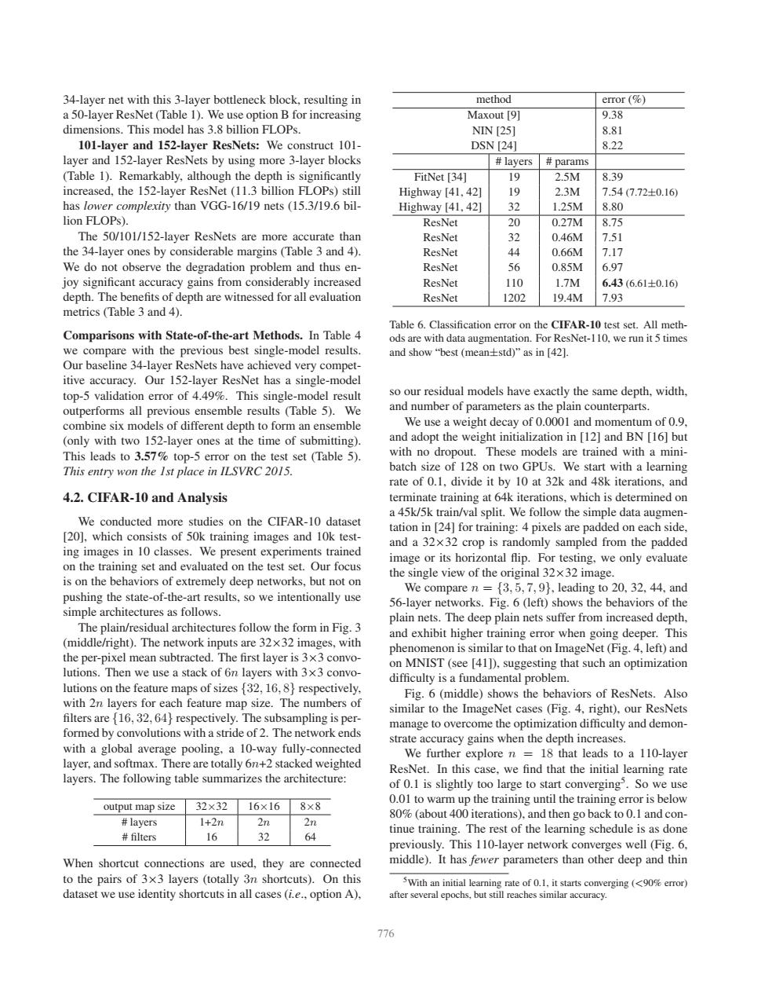 34-layer net with this 3-layer bottleneck block, resulting in
a 50-layer ResNet (Table 1). We use option B for increasing
dimensions. This model has 3.8 billion FLOPs.
101-layer and 152-layer ResNets: We construct 101-
layer and 152-layer ResNets by using more 3-layer blocks
(Table 1). Remarkably, although the depth is significantly
increased, the 152-layer ResNet (11.3 billion FLOPs) still
has lower complexity than VGG-16/19 nets (15.3/19.6 bil-
lion FLOPs).
The 50/101/152-layer ResNets are more accurate than
the 34-layer ones by considerable margins (Table 3 and 4).
We do not observe the degradation problem and thus en-
joy significant accuracy gains from considerably increased
depth. The benefits of depth are witnessed for all evaluation
metrics (Table 3 and 4).
Comparisons with State-of-the-art Methods. In Table 4
we compare with the previous best single-model results.
Our baseline 34-layer ResNets have achieved very compet-
itive accuracy. Our 152-layer ResNet has a single-model
top-5 validation error of 4.49%. This single-model result
outperforms all previous ensemble results (Table 5). We
combine six models of different depth to form an ensemble
(only with two 152-layer ones at the time of submitting).
This leads to 3.57% top-5 error on the test set (Table 5).
This entry won the 1st place in ILSVRC 2015.
4.2. CIFAR-10 and Analysis
We conducted more studies on the CIFAR-10 dataset
[20], which consists of 50k training images and 10k test-
ing images in 10 classes. We present experiments trained
on the training set and evaluated on the test set. Our focus
is on the behaviors of extremely deep networks, but not on
pushing the state-of-the-art results, so we intentionally use
simple architectures as follows.
The plain/residual architectures follow the form in Fig. 3
(middle/right). The network inputs are 32×32 images, with
the per-pixel mean subtracted. The first layer is 3×3 convo-
lutions. Then we use a stack of 6n layers with 3×3 convo-
lutions on the feature maps of sizes {32, 16, 8} respectively,
with 2n layers for each feature map size. The numbers of
filters are {16, 32, 64} respectively. The subsampling is per-
formed by convolutions with a stride of 2. The network ends
with a global average pooling, a 10-way fully-connected
layer, and softmax. There are totally 6n+2 stacked weighted
layers. The following table summarizes the architecture:
output map size 32×32 16×16 8×8
# layers 1+2n 2n 2n
# filters 16 32 64
When shortcut connections are used, they are connected
to the pairs of 3×3 layers (totally 3n shortcuts). On this
dataset we use identity shortcuts in all cases (i.e., option A),
method error (%)
Maxout [9] 9.38
NIN [25] 8.81
DSN [24] 8.22
# layers # params
FitNet [34] 19 2.5M 8.39
Highway [41, 42] 19 2.3M 7.54 (7.72±0.16)
Highway [41, 42] 32 1.25M 8.80
ResNet 20 0.27M 8.75
ResNet 32 0.46M 7.51
ResNet 44 0.66M 7.17
ResNet 56 0.85M 6.97
ResNet 110 1.7M 6.43 (6.61±0.16)
ResNet 1202 19.4M 7.93
Table 6. Classification error on the CIFAR-10 test set. All meth-
ods are with data augmentation. For ResNet-110, we run it 5 times
and show “best (mean±std)” as in [42].
so our residual models have exactly the same depth, width,
and number of parameters as the plain counterparts.
We use a weight decay of 0.0001 and momentum of 0.9,
and adopt the weight initialization in [12] and BN [16] but
with no dropout. These models are trained with a mini-
batch size of 128 on two GPUs. We start with a learning
rate of 0.1, divide it by 10 at 32k and 48k iterations, and
terminate training at 64k iterations, which is determined on
a 45k/5k train/val split. We follow the simple data augmen-
tation in [24] for training: 4 pixels are padded on each side,
and a 32×32 crop is randomly sampled from the padded
image or its horizontal flip. For testing, we only evaluate
the single view of the original 32×32 image.
We compare n = {3, 5, 7, 9}, leading to 20, 32, 44, and
56-layer networks. Fig. 6 (left) shows the behaviors of the
plain nets. The deep plain nets suffer from increased depth,
and exhibit higher training error when going deeper. This
phenomenon is similar to that on ImageNet (Fig. 4, left) and
on MNIST (see [41]), suggesting that such an optimization
difficulty is a fundamental problem.
Fig. 6 (middle) shows the behaviors of ResNets. Also
similar to the ImageNet cases (Fig. 4, right), our ResNets
manage to overcome the optimization difficulty and demon-
strate accuracy gains when the depth increases.
We further explore n = 18 that leads to a 110-layer
ResNet. In this case, we find that the initial learning rate
of 0.1 is slightly too large to start converging⁵. So we use
0.01 to warm up the training until the training error is below
80% (about 400 iterations), and then go back to 0.1 and con-
tinue training. The rest of the learning schedule is as done
previously. This 110-layer network converges well (Fig. 6,
middle). It has fewer parameters than other deep and thin
⁵With an initial learning rate of 0.1, it starts converging (<90% error)
after several epochs, but still reaches similar accuracy.
776